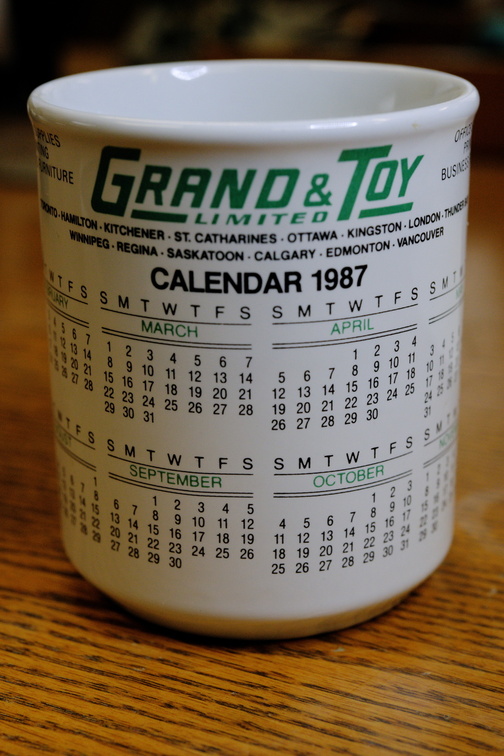 GRAND & TOY
LIMITED
HAMILTON · KITCHENER · ST. CATHARINES · OTTAWA · KINGSTON · LONDON · THUNDER
WINNIPEG · REGINA · SASKATOON · CALGARY · EDMONTON · VANCOUVER
CALENDAR 1987
S M T W T F S
MARCH
1 2 3 4 5 6 7
8 9 10 11 12 13 14
15 16 17 18 19 20 21
22 23 24 25 26 27 28
29 30 31
S M T W T F S
APRIL
1 2 3 4
5 6 7 8 9 10 11
12 13 14 15 16 17 18
19 20 21 22 23 24 25
26 27 28 29 30
S M T W T F S
SEPTEMBER
1 2 3 4 5
6 7 8 9 10 11 12
13 14 15 16 17 18 19
20 21 22 23 24 25 26
27 28 29 30
S M T W T F S
OCTOBER
1 2 3
4 5 6 7 8 9 10
11 12 13 14 15 16 17
18 19 20 21 22 23 24
25 26 27 28 29 30 31